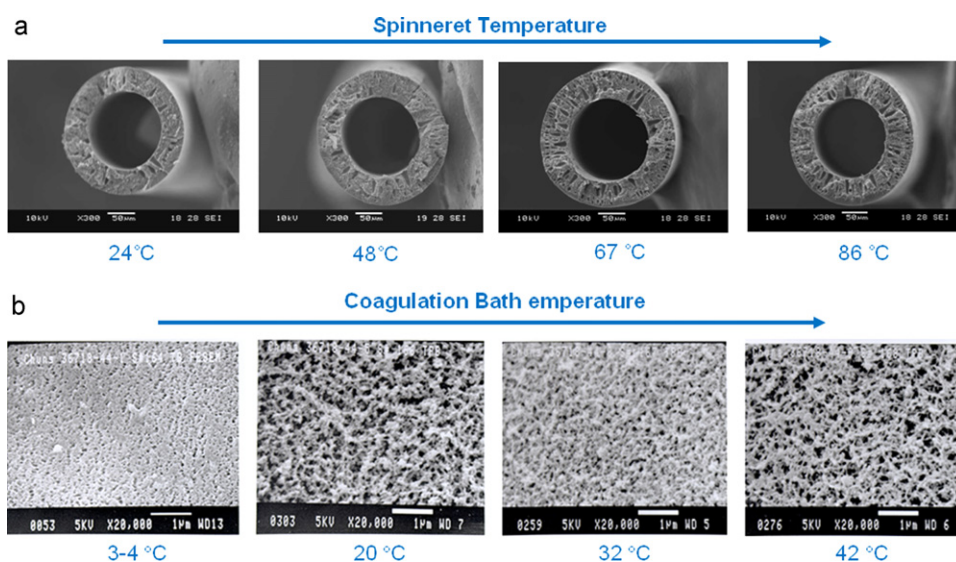 a
Spinneret Temperature
10kV X300 50µm 18 28 SEI
10kV X300 50µm 19 28 SEI
10kV X300 50µm 18 28 SEI
10kV X300 50µm 18 28 SEI
24 °C
48°C
67 °C
86 °C
b
Coagulation Bath emperature
0053 5KV X20,000 1µm WD13
0303 5KV X20,000 1µm WD 7
0259 5KV X20,000 1µm WD 5
0276 5KV X20,000 1µm WD 6
3-4 °C
20 °C
32 °C
42 °C